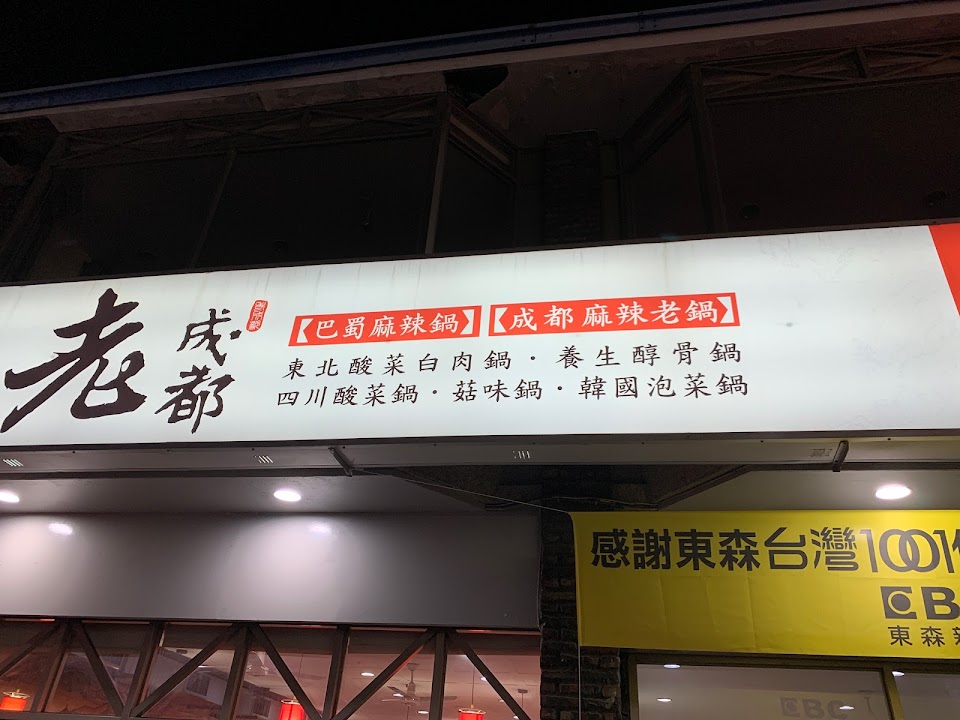 老
成都
【巴蜀麻辣鍋】【成都麻辣老鍋】
東北酸菜白肉鍋·養生醇骨鍋
四川酸菜鍋·菇味鍋·韓國泡菜鍋
感謝東森台灣1001
EB
東森